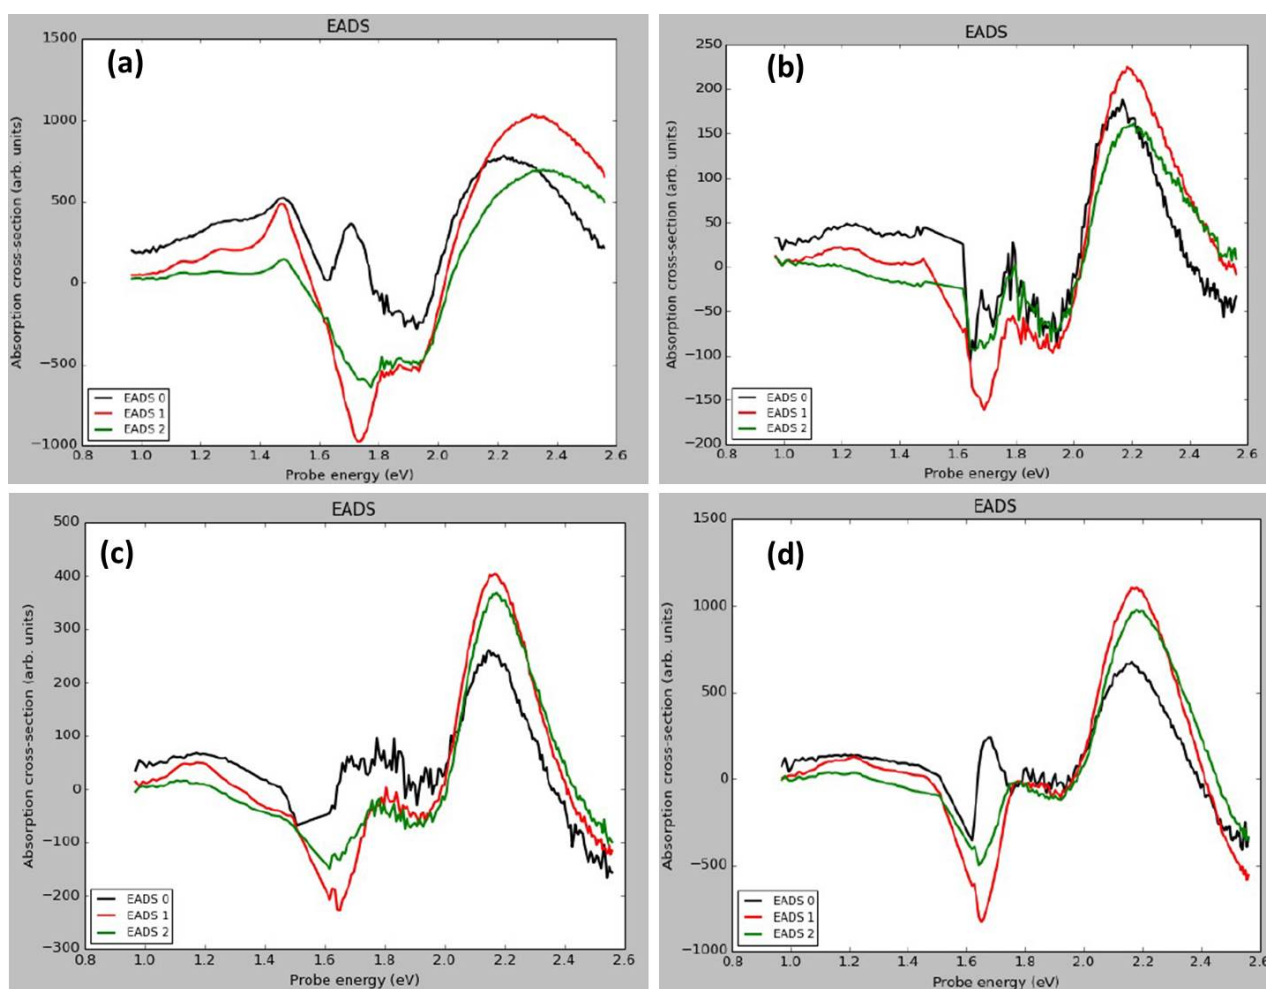 EADS
(a)
1500
1000
500
0
−500
−1000
Absorption cross-section (arb. units)
EADS 0
EADS 1
EADS 2
0.8 1.0 1.2 1.4 1.6 1.8 2.0 2.2 2.4 2.6
Probe energy (eV)
EADS
(b)
250
200
150
100
50
0
−50
−100
−150
−200
Absorption cross-section (arb. units)
EADS 0
EADS 1
EADS 2
0.8 1.0 1.2 1.4 1.6 1.8 2.0 2.2 2.4 2.6
Probe energy (eV)
EADS
(c)
500
400
300
200
100
0
−100
−200
−300
Absorption cross-section (arb. units)
EADS 0
EADS 1
EADS 2
0.8 1.0 1.2 1.4 1.6 1.8 2.0 2.2 2.4 2.6
Probe energy (eV)
EADS
(d)
1500
1000
500
0
−500
−1000
Absorption cross-section (arb. units)
EADS 0
EADS 1
EADS 2
0.8 1.0 1.2 1.4 1.6 1.8 2.0 2.2 2.4 2.6
Probe energy (eV)